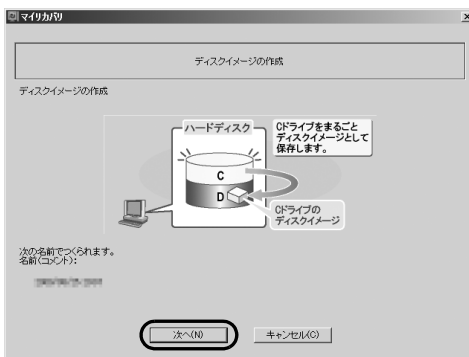 マイリカバリ
ディスクイメージの作成
ディスクイメージの作成
ハードディスク
Cドライブをまるごと
ディスクイメージとして
保存します。
C
D
Cドライブの
ディスクイメージ
次の名前でつくられます。
名前(コメント):
次へ(N)
キャンセル(C)